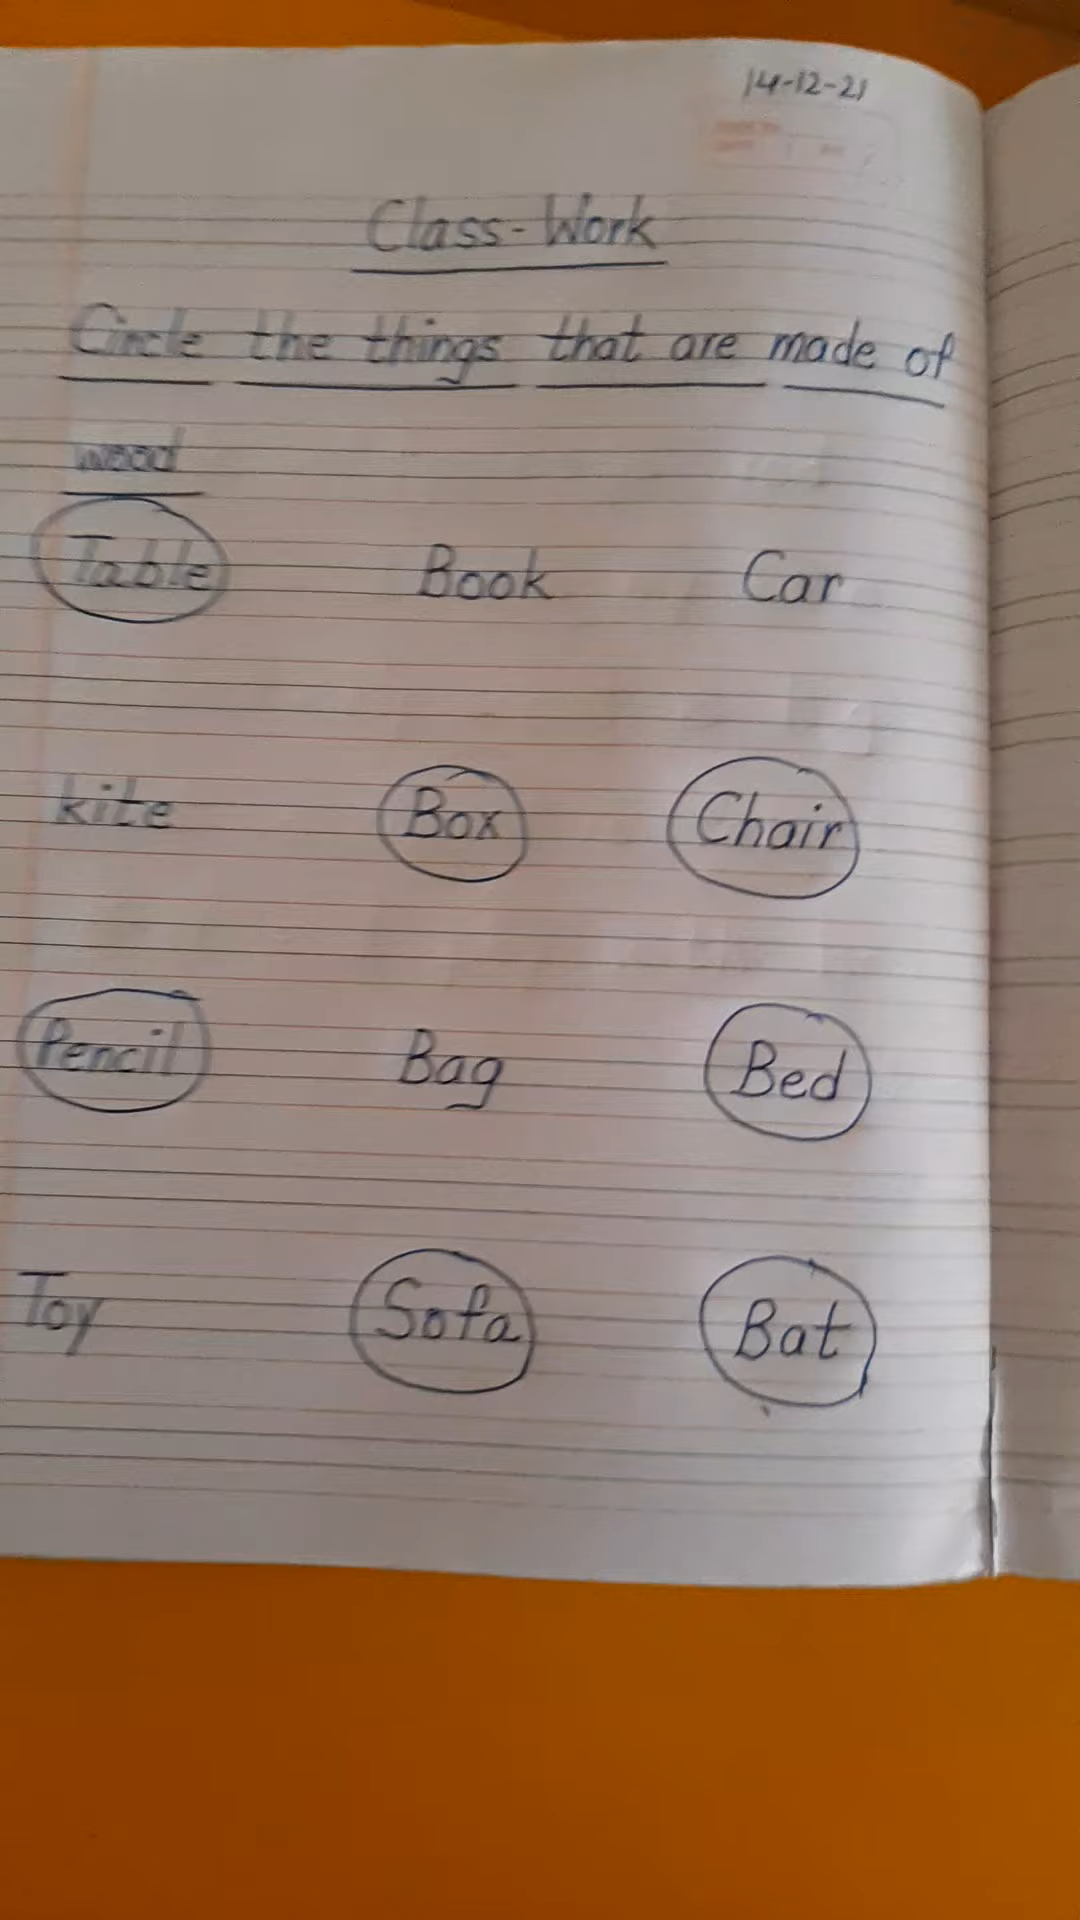 14-12-21
Class-Work
Circle the things that are made of
wood
Table Book Car
kite Box Chair
Pencil Bag Bed
Toy Sofa Bat